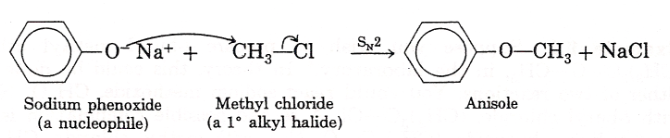 O⁻ Na⁺ + CH₃—Cl S_N2 O—CH₃ + NaCl
Sodium phenoxide Methyl chloride Anisole
(a nucleophile) (a 1° alkyl halide)